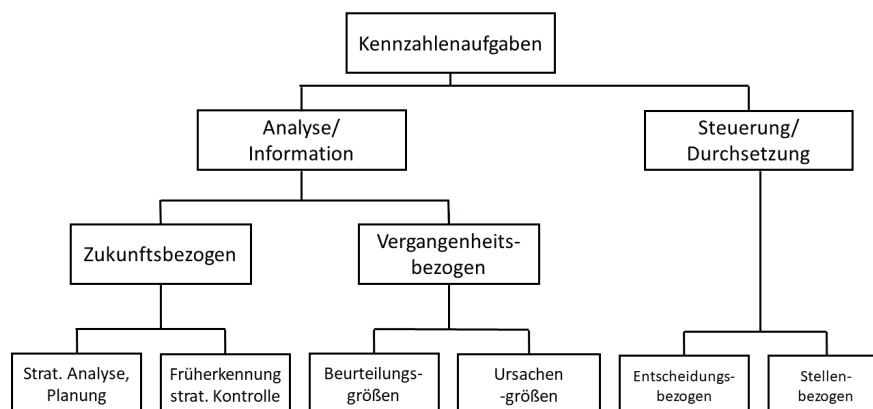 Kennzahlenaufgaben
Analyse/
Information
Steuerung/
Durchsetzung
Zukunftsbezogen
Vergangenheits-
bezogen
Strat. Analyse,
Planung
Früherkennung
strat. Kontrolle
Beurteilungs-
größen
Ursachen
-größen
Entscheidungs-
bezogen
Stellen-
bezogen